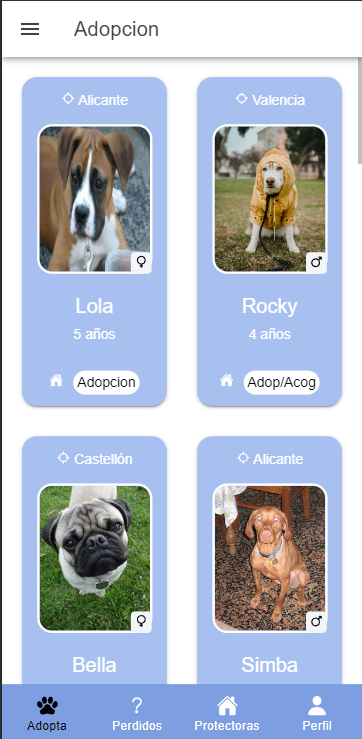 Adopcion
Alicante
Valencia
Lola
Rocky
5 años
4 años
Adopcion
Adop/Acog
Castellón
Alicante
Bella
Simba
Adopta
Perdidos
Protectoras
Perfil